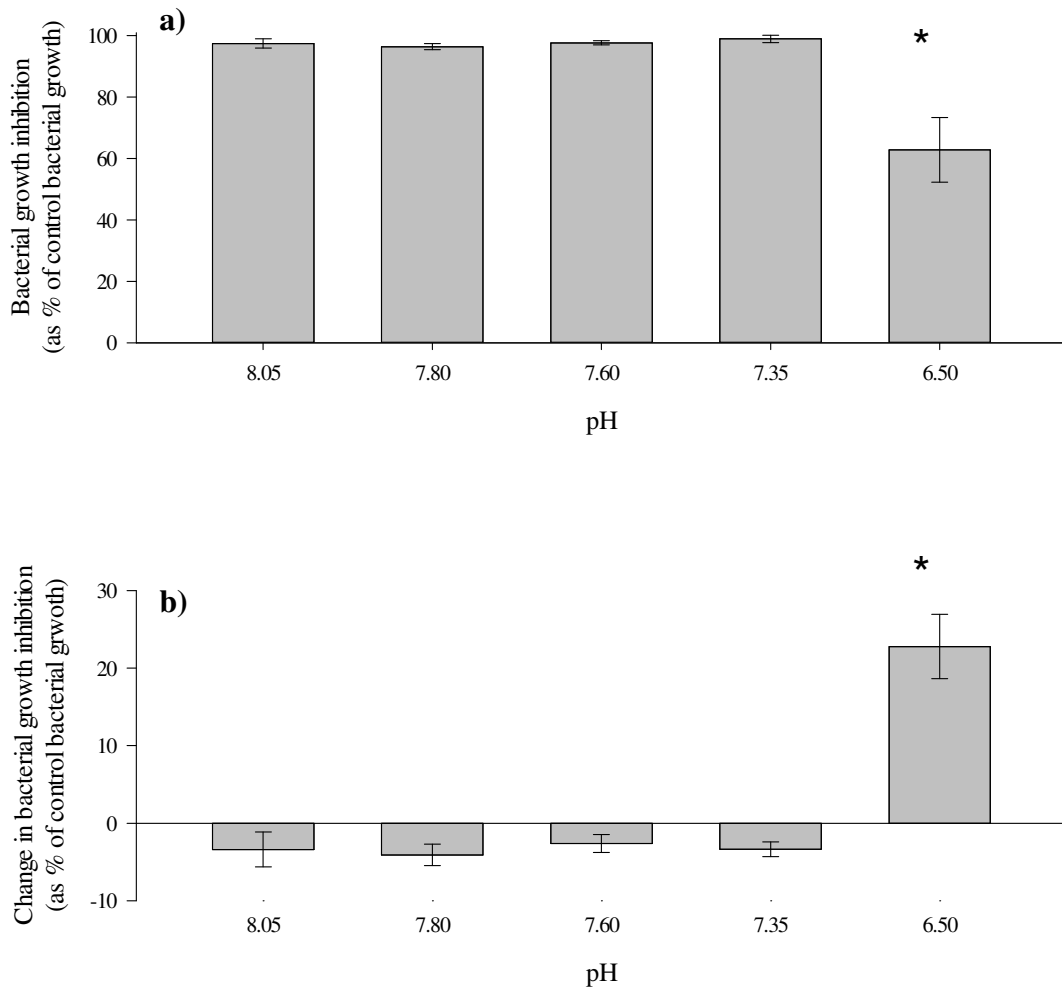 a)
Bacterial growth inhibition
(as % of control bacterial growth)
100
80
60
40
20
0
*
8.05 7.80 7.60 7.35 6.50
pH
b)
Change in bacterial growth inhibition
(as % of control bacterial grwoth)
30
20
10
0
-10
*
8.05 7.80 7.60 7.35 6.50
pH